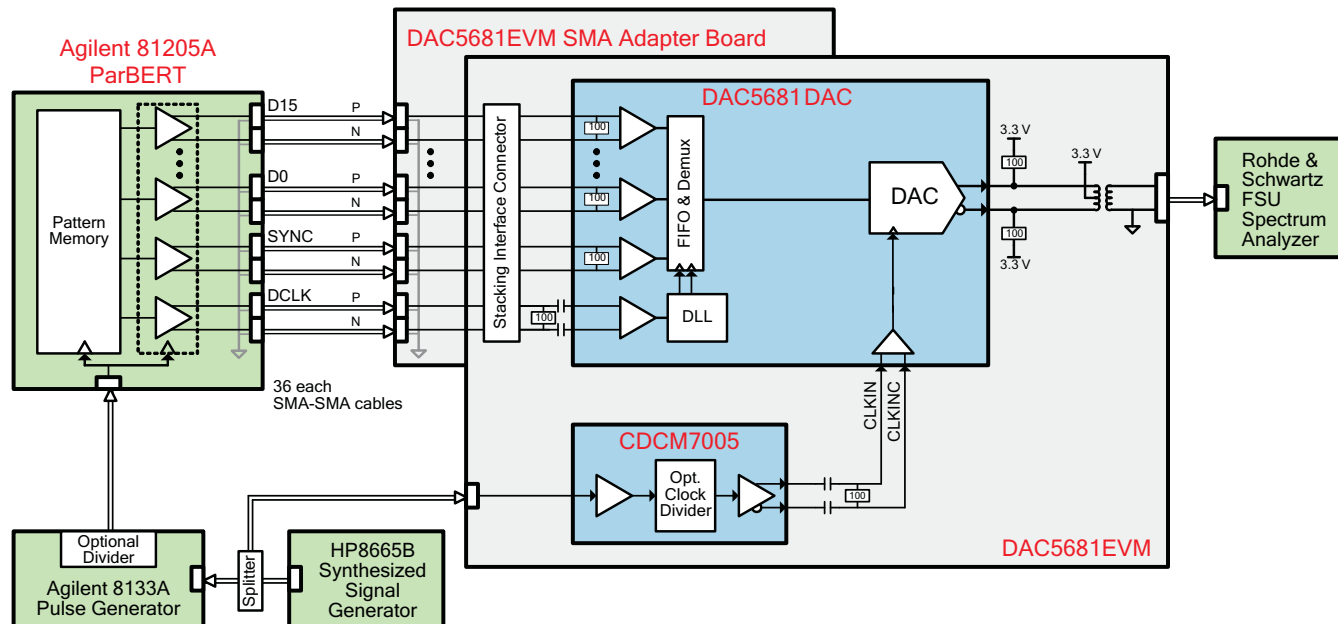 Agilent 81205A
ParBERT
DAC5681EVM SMA Adapter Board
DAC5681DAC
D15
P
N
D0
P
N
SYNC
P
N
DCLK
P
N
Pattern
Memory
36 each
SMA-SMA cables
Stacking Interface Connector
100
100
100
100
FIFO & Demux
DLL
DAC
3.3 V
100
3.3 V
100
3.3 V
Rohde &
Schwartz
FSU
Spectrum
Analyzer
CLKIN
CLKINC
CDCM7005
Opt.
Clock
Divider
100
DAC5681EVM
Optional
Divider
Agilent 8133A
Pulse Generator
Splitter
HP8665B
Synthesized
Signal
Generator